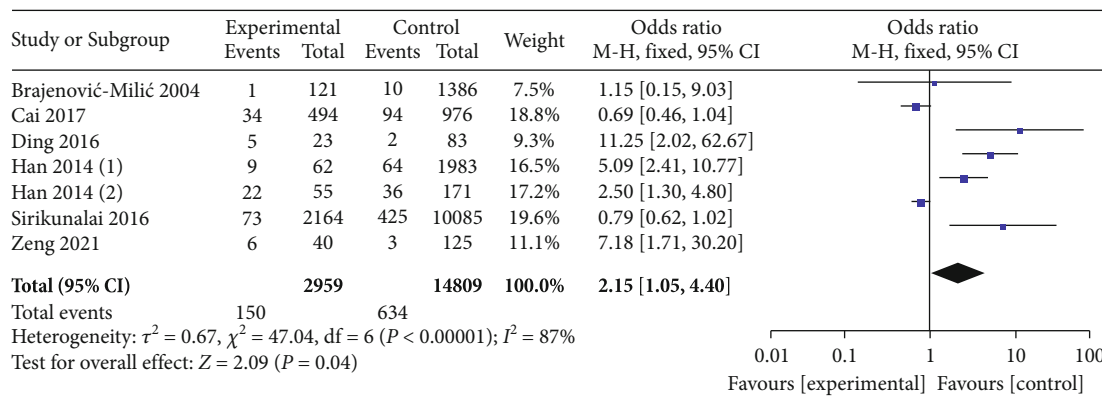 Study or Subgroup Experimental Control Weight Odds ratio Odds ratio
Events Total Events Total M-H, fixed, 95% CI M-H, fixed, 95% CI
Brajenović-Milić 2004 1 121 10 1386 7.5% 1.15 [0.15, 9.03]
Cai 2017 34 494 94 976 18.8% 0.69 [0.46, 1.04]
Ding 2016 5 23 2 83 9.3% 11.25 [2.02, 62.67]
Han 2014 (1) 9 62 64 1983 16.5% 5.09 [2.41, 10.77]
Han 2014 (2) 22 55 36 171 17.2% 2.50 [1.30, 4.80]
Sirikunalai 2016 73 2164 425 10085 19.6% 0.79 [0.62, 1.02]
Zeng 2021 6 40 3 125 11.1% 7.18 [1.71, 30.20]
Total (95% CI) 2959 14809 100.0% 2.15 [1.05, 4.40]
Total events 150 634
Heterogeneity: τ² = 0.67, χ² = 47.04, df = 6 (P < 0.00001); I² = 87%
Test for overall effect: Z = 2.09 (P = 0.04)
0.01 0.1 1 10 100
Favours [experimental] Favours [control]